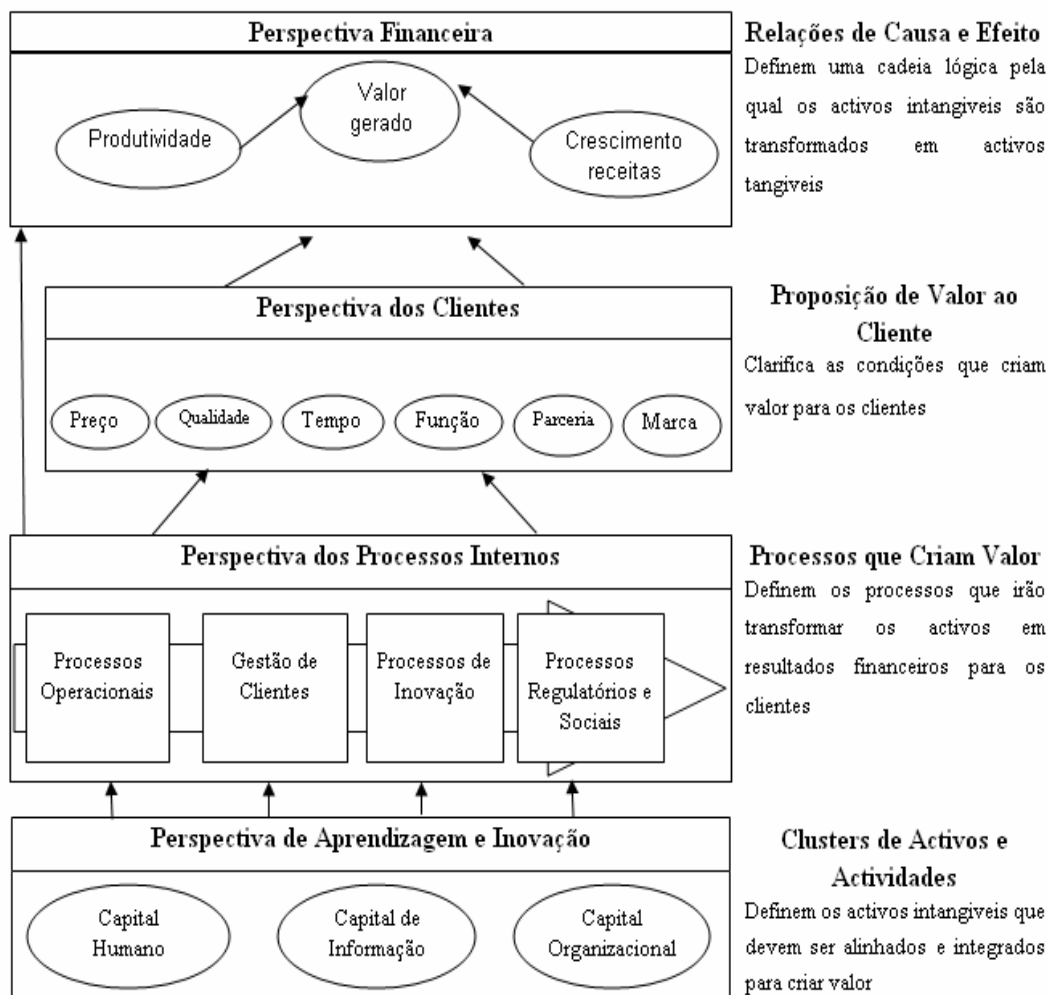 Perspectiva Financeira
Produtividade
Valor
gerado
Crescimento
receitas
Relações de Causa e Efeito
Definem uma cadeia lógica pela
qual os activos intangiveis são
transformados em activos
tangiveis
Perspectiva dos Clientes
Preço
Qualidade
Tempo
Função
Parceria
Marca
Proposição de Valor ao
Cliente
Clarifica as condições que criam
valor para os clientes
Perspectiva dos Processos Internos
Processos
Operacionais
Gestão de
Clientes
Processos de
Inovação
Processos
Regulatórios e
Sociais
Processos que Criam Valor
Definem os processos que irão
transformar os activos em
resultados financeiros para os
clientes
Perspectiva de Aprendizagem e Inovação
Capital
Humano
Capital de
Informação
Capital
Organizacional
Clusters de Activos e
Actividades
Definem os activos intangiveis que
devem ser alinhados e integrados
para criar valor